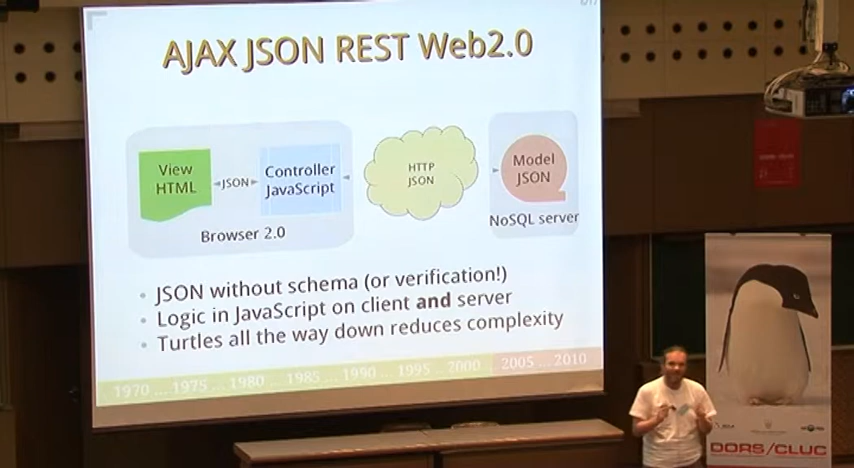 AJAX JSON REST Web2.0
View
HTML
JSON
Controller
JavaScript
Browser 2.0
HTTP
JSON
Model
JSON
NoSQL server
• JSON without schema (or verification!)
• Logic in JavaScript on client and server
• Turtles all the way down reduces complexity
1970 ... 1975 ... 1980 ... 1985 ... 1990 ... 1995 ... 2000 ... 2005 ... 2010
DORS/CLUC